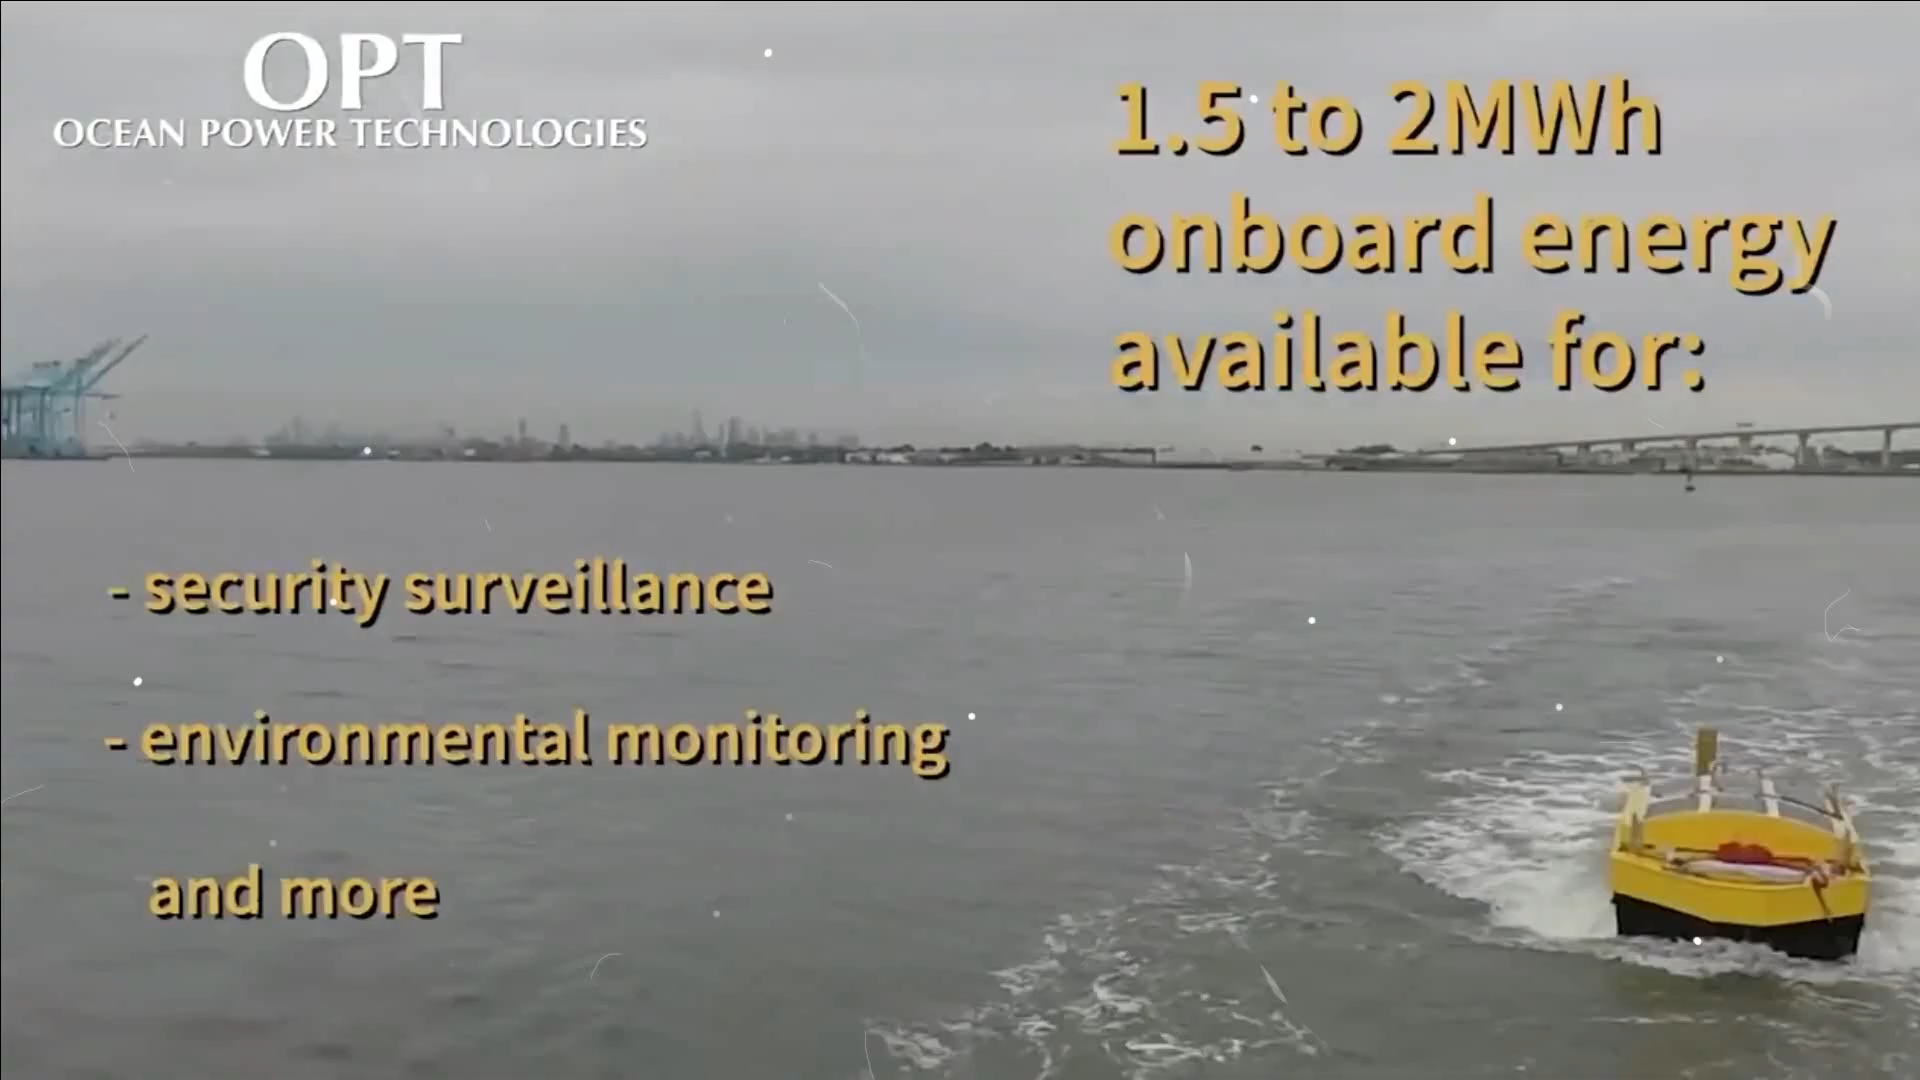 OPT
OCEAN POWER TECHNOLOGIES
1.5 to 2MWh
onboard energy
available for:
- security surveillance
- environmental monitoring
and more